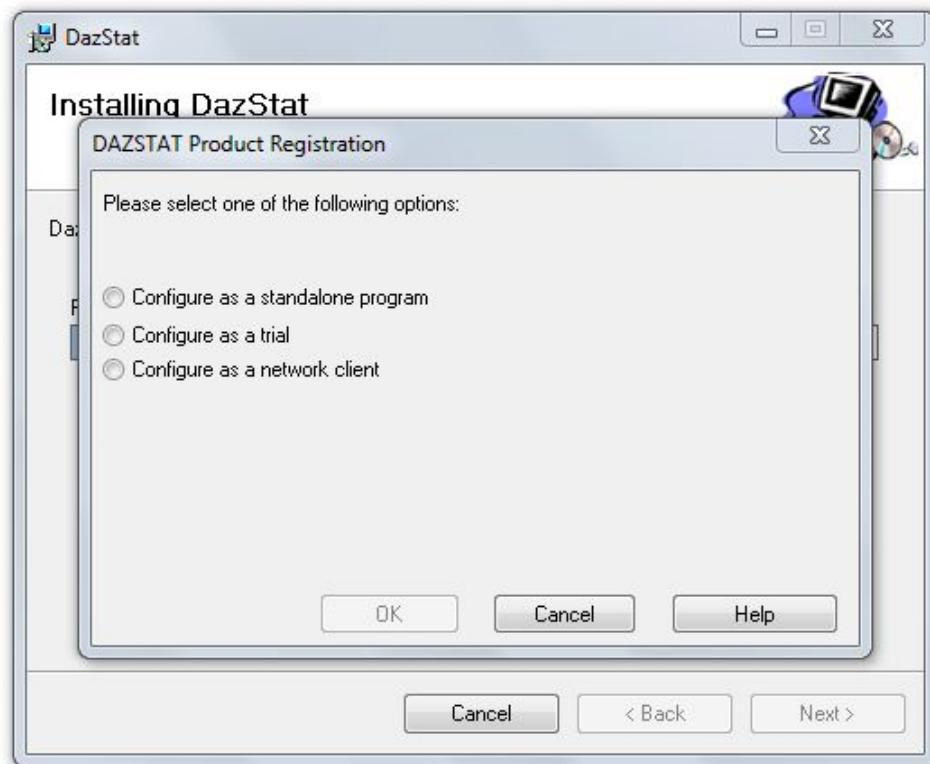 DazStat
Installing DazStat
DAZSTAT Product Registration
Please select one of the following options:
Configure as a standalone program
Configure as a trial
Configure as a network client
OK
Cancel
Help
Cancel
< Back
Next >